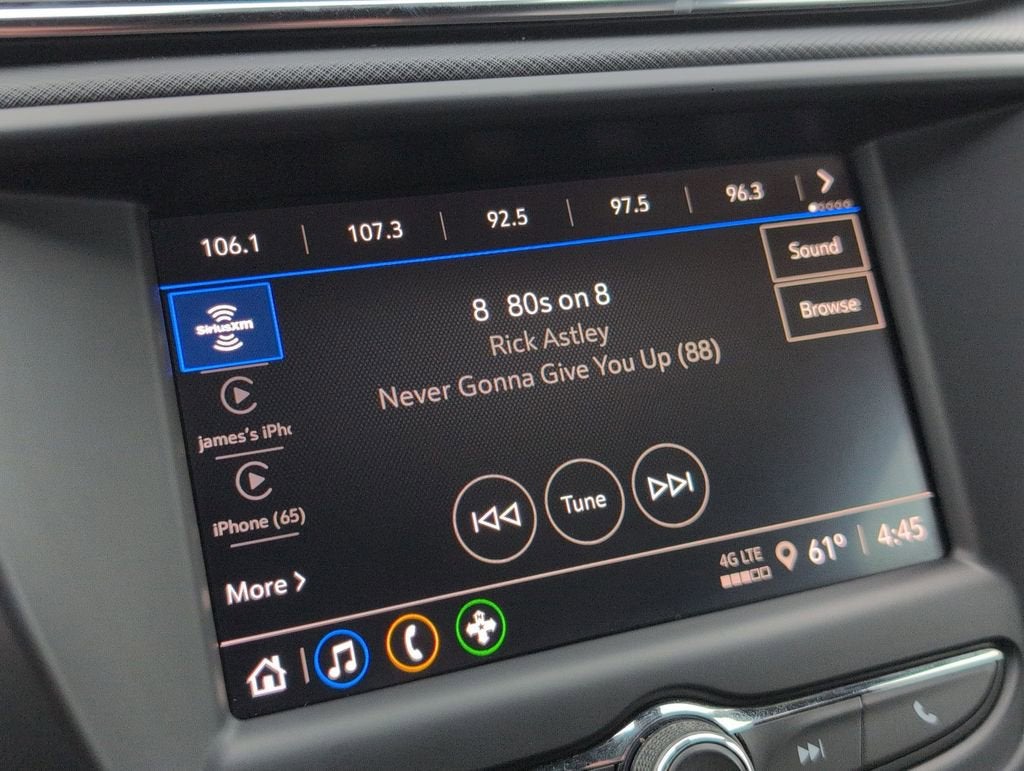 106.1 | 107.3 | 92.5 | 97.5 | 96.3
Sound
Browse
SiriusXM
8 80s on 8
Rick Astley
Never Gonna Give You Up (88)
james's iPh
iPhone (65)
Tune
More
4G LTE
61° | 4:45